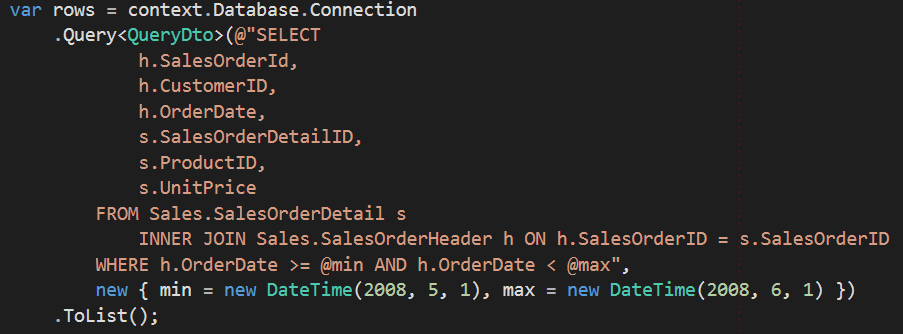 var rows = context.Database.Connection
.Query<QueryDto>(@"SELECT
h.SalesOrderId,
h.CustomerID,
h.OrderDate,
s.SalesOrderDetailID,
s.ProductID,
s.UnitPrice
FROM Sales.SalesOrderDetail s
INNER JOIN Sales.SalesOrderHeader h ON h.SalesOrderID = s.SalesOrderID
WHERE h.OrderDate >= @min AND h.OrderDate < @max",
new { min = new DateTime(2008, 5, 1), max = new DateTime(2008, 6, 1) })
.ToList();